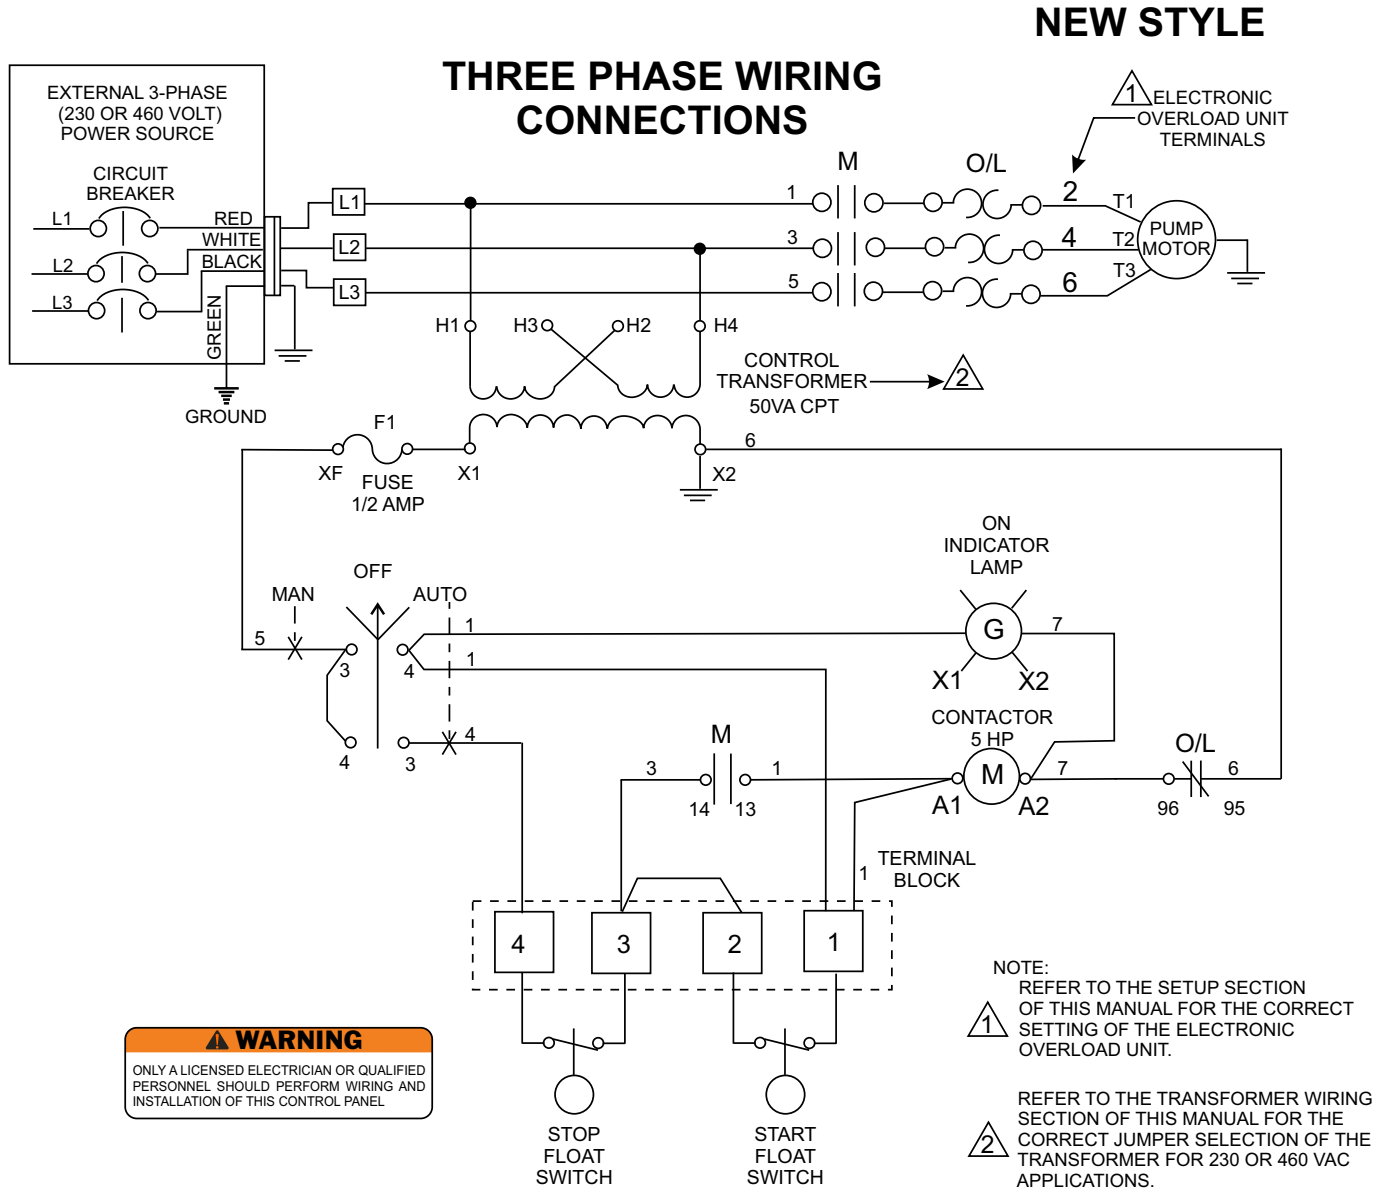 NEW STYLE
THREE PHASE WIRING
CONNECTIONS
EXTERNAL 3-PHASE
(230 OR 460 VOLT)
POWER SOURCE
CIRCUIT
BREAKER
L1
L2
L3
RED
WHITE
BLACK
GREEN
GROUND
L1
L2
L3
1
3
5
M
O/L
1
ELECTRONIC
OVERLOAD UNIT
TERMINALS
2
4
6
T1
T2
T3
PUMP
MOTOR
H1
H3
H2
H4
CONTROL
TRANSFORMER
50VA CPT
2
F1
XF
FUSE
1/2 AMP
X1
X2
6
ON
INDICATOR
LAMP
G
X1
X2
7
OFF
MAN
AUTO
5
3
4
1
1
4
3
4
M
3
1
14
13
CONTACTOR
5 HP
M
A1
A2
7
O/L
6
96
95
TERMINAL
BLOCK
1
4
3
2
1
STOP
FLOAT
SWITCH
START
FLOAT
SWITCH
WARNING
ONLY A LICENSED ELECTRICIAN OR QUALIFIED
PERSONNEL SHOULD PERFORM WIRING AND
INSTALLATION OF THIS CONTROL PANEL
NOTE:
1
REFER TO THE SETUP SECTION
OF THIS MANUAL FOR THE CORRECT
SETTING OF THE ELECTRONIC
OVERLOAD UNIT.
2
REFER TO THE TRANSFORMER WIRING
SECTION OF THIS MANUAL FOR THE
CORRECT JUMPER SELECTION OF THE
TRANSFORMER FOR 230 OR 460 VAC
APPLICATIONS.